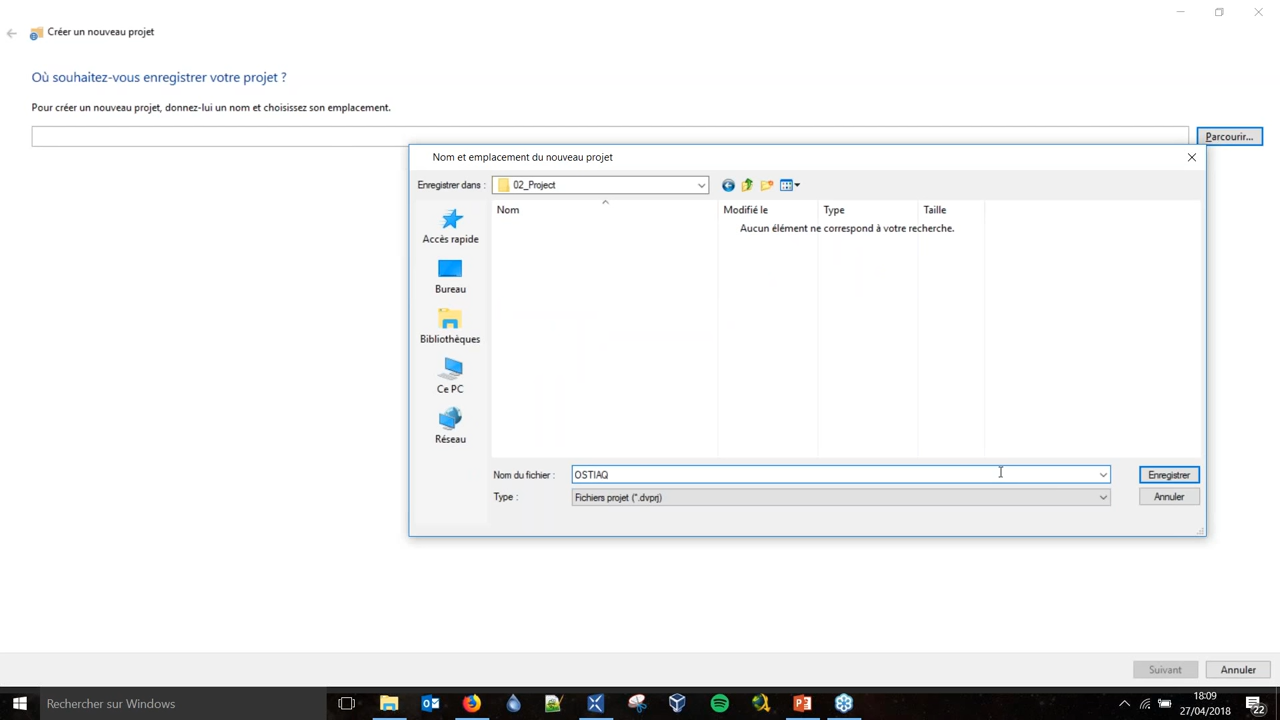 Créer un nouveau projet
Où souhaitez-vous enregistrer votre projet ?
Pour créer un nouveau projet, donnez-lui un nom et choisissez son emplacement.
Parcourir...
Nom et emplacement du nouveau projet
Enregistrer dans :
02_Project
Nom
Modifié le
Type
Taille
Aucun élément ne correspond à votre recherche.
Accès rapide
Bureau
Bibliothèques
Ce PC
Réseau
Nom du fichier :
OSTIAQ
Enregistrer
Type :
Fichiers projet (*.dvprj)
Annuler
Suivant
Annuler
Rechercher sur Windows
18:09
27/04/2018
22